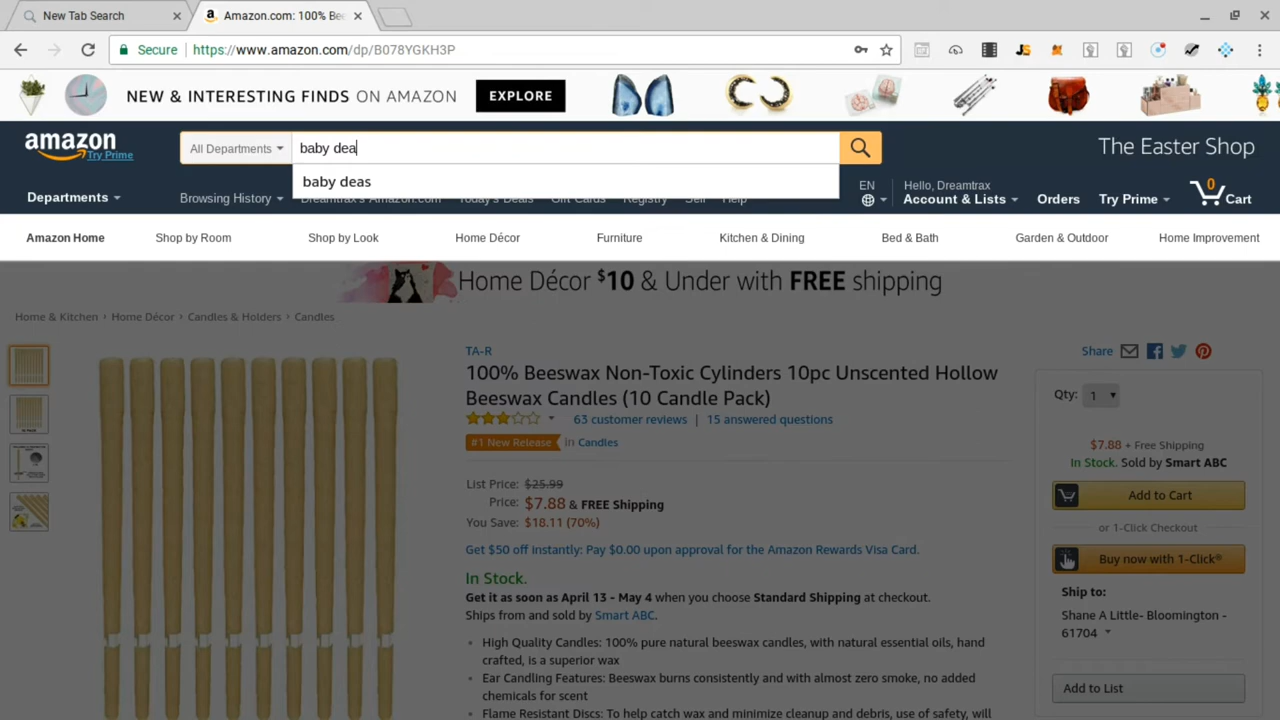 New Tab Search
Amazon.com: 100% Bee
Secure https://www.amazon.com/dp/B078YGKH3P
NEW & INTERESTING FINDS ON AMAZON EXPLORE
amazon
Try Prime
All Departments
baby dea
baby deas
The Easter Shop
Departments
Browsing History
Dreamtrax's Amazon.com Today's Deals Gift Cards Registry Sell Help
EN
Hello, Dreamtrax
Account & Lists
Orders
Try Prime
0
Cart
Amazon Home Shop by Room Shop by Look Home Décor Furniture Kitchen & Dining Bed & Bath Garden & Outdoor Home Improvement
Home Décor $10 & Under with FREE shipping
Home & Kitchen › Home Décor › Candles & Holders › Candles
TA-R
100% Beeswax Non-Toxic Cylinders 10pc Unscented Hollow
Beeswax Candles (10 Candle Pack)
63 customer reviews | 15 answered questions
#1 New Release in Candles
List Price: $25.99
Price: $7.88 & FREE Shipping
You Save: $18.11 (70%)
Get $50 off Instantly: Pay $0.00 upon approval for the Amazon Rewards Visa Card.
In Stock.
Get it as soon as April 13 - May 4 when you choose Standard Shipping at checkout.
Ships from and sold by Smart ABC.
High Quality Candles: 100% pure natural beeswax candles, with natural essential oils, hand
crafted, is a superior wax
Ear Candling Features: Beeswax burns consistently and with almost zero smoke, no added
chemicals for scent
Flame Resistant Discs: To help catch wax and minimize cleanup and debris, use of safety, will
Share
Qty: 1
$7.88 + Free Shipping
In Stock. Sold by Smart ABC
Add to Cart
or 1-Click Checkout
Buy now with 1-Click®
Ship to:
Shane A Little- Bloomington -
61704
Add to List